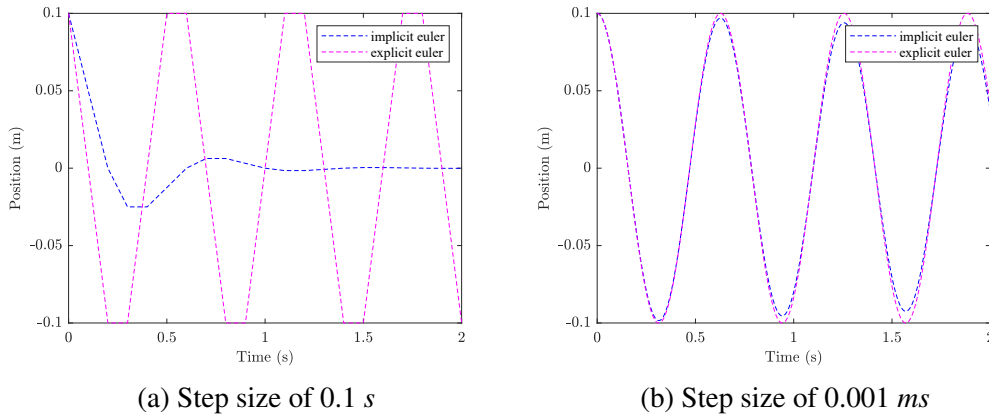 0.1
0.05
0
-0.05
-0.1
Position (m)
0
0.5
1
1.5
2
Time (s)
implicit euler
explicit euler
(a) Step size of 0.1 s
0.1
0.05
0
-0.05
-0.1
Position (m)
0
0.5
1
1.5
2
Time (s)
implicit euler
explicit euler
(b) Step size of 0.001 ms